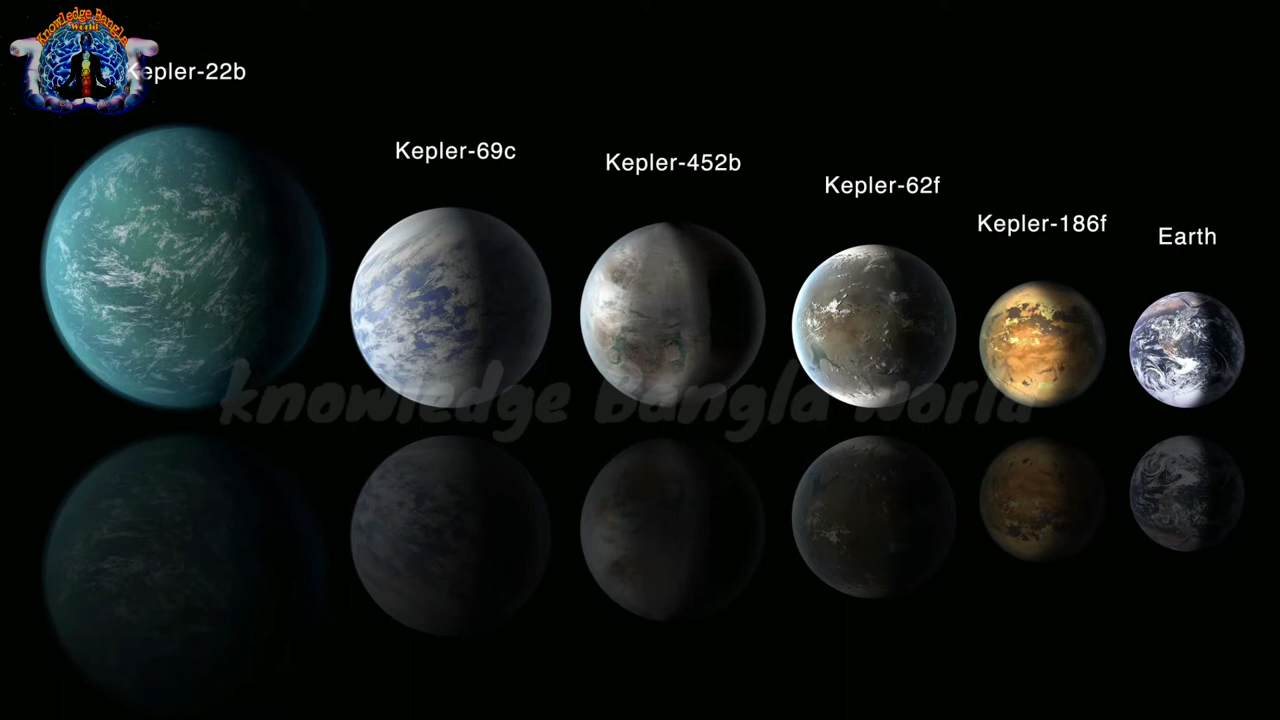 Knowledge Bangla
World
Kepler-22b
Kepler-69c
Kepler-452b
Kepler-62f
Kepler-186f
Earth
knowledge Bangla World